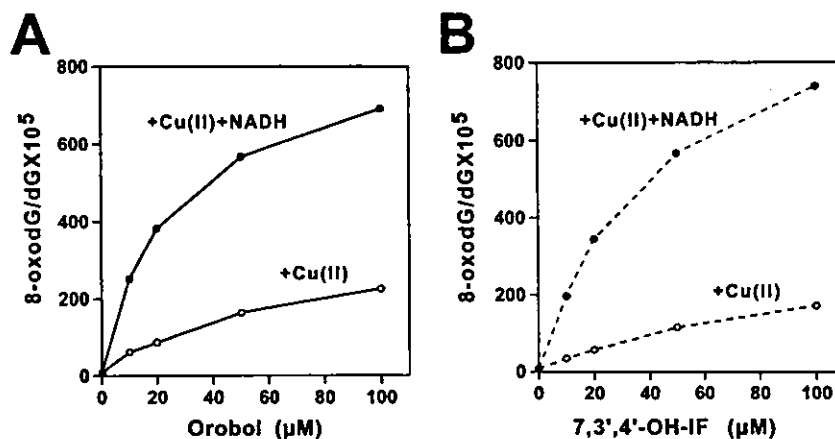 A
8-oxodG/dGX10⁵
800
600
400
200
0
+Cu(II)+NADH
+Cu(II)
0 20 40 60 80 100
Orobol (μM)
B
8-oxodG/dGX10⁵
800
600
400
200
0
+Cu(II)+NADH
+Cu(II)
0 20 40 60 80 100
7,3',4'-OH-IF (μM)